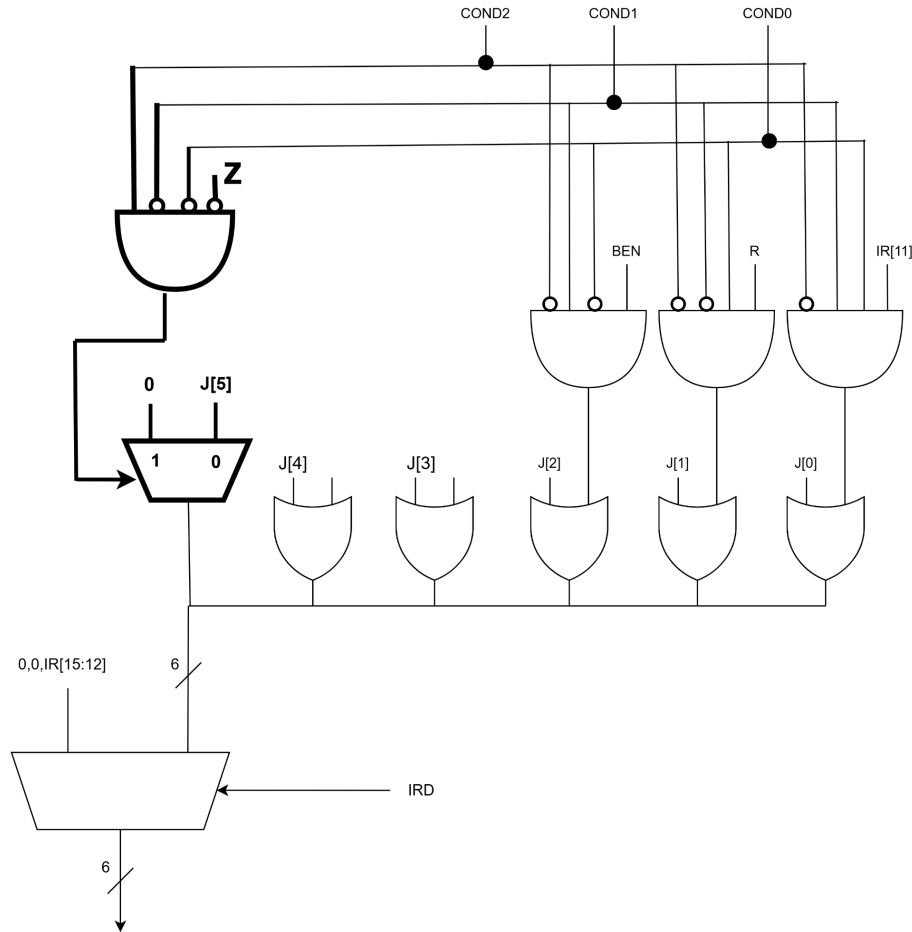 COND2 COND1 COND0
Z
BEN R IR[11]
0 J[5]
1 0
J[4] J[3] J[2] J[1] J[0]
0,0,IR[15:12] 6
IRD
6